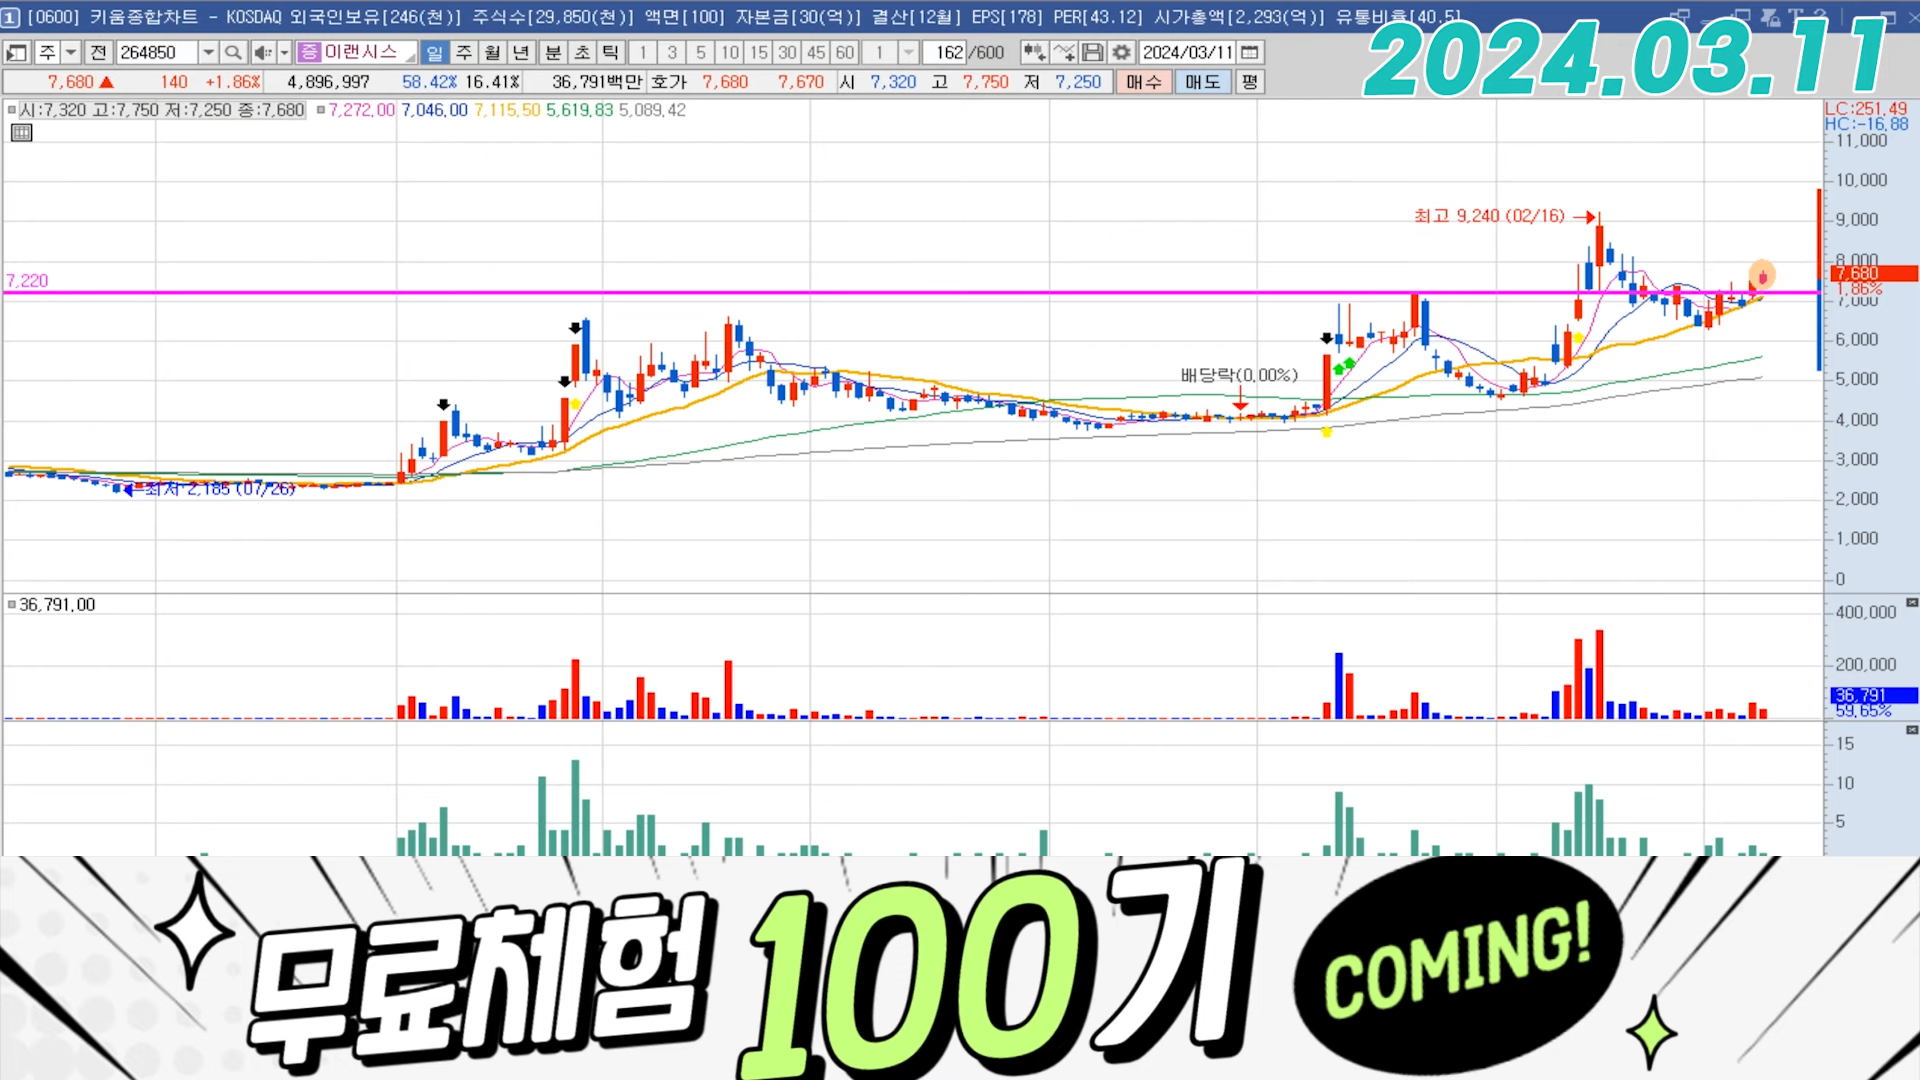 1 [0600] 키움종합차트 - KOSDAQ 외국인보유[246(천)] 주식수[29,850(천)] 액면[100] 자본금[30(억)] 결산[12월] EPS[178] PER[43.12] 시가총액[2,293(억)] 유통비율[40.5]
2024.03.11
주 전 264850 증 이랜시스 일 주 월 년 분 초 틱 1 3 5 10 15 30 45 60 1 162 /600 2024/03/11
7,680 ▲ 140 +1.86% 4,896,997 58.42% 16.41% 36,791백만 호가 7,680 7,670 시 7,320 고 7,750 저 7,250 매수 매도 평
시:7,320 고:7,750 저:7,250 종:7,680 7,272.00 7,046.00 7,115.50 5,619.83 5,089.42
LC:251.49
HC:-16.88
11,000
10,000
최고 9,240 (02/16)
9,000
8,000
7,680
1.86%
7,220
7,000
6,000
배당락(0.00%)
5,000
4,000
3,000
최저 2,185 (07/26)
2,000
1,000
0
36,791.00
400,000
200,000
36,791
59.65%
15
10
5
무료체험 100기
COMING!